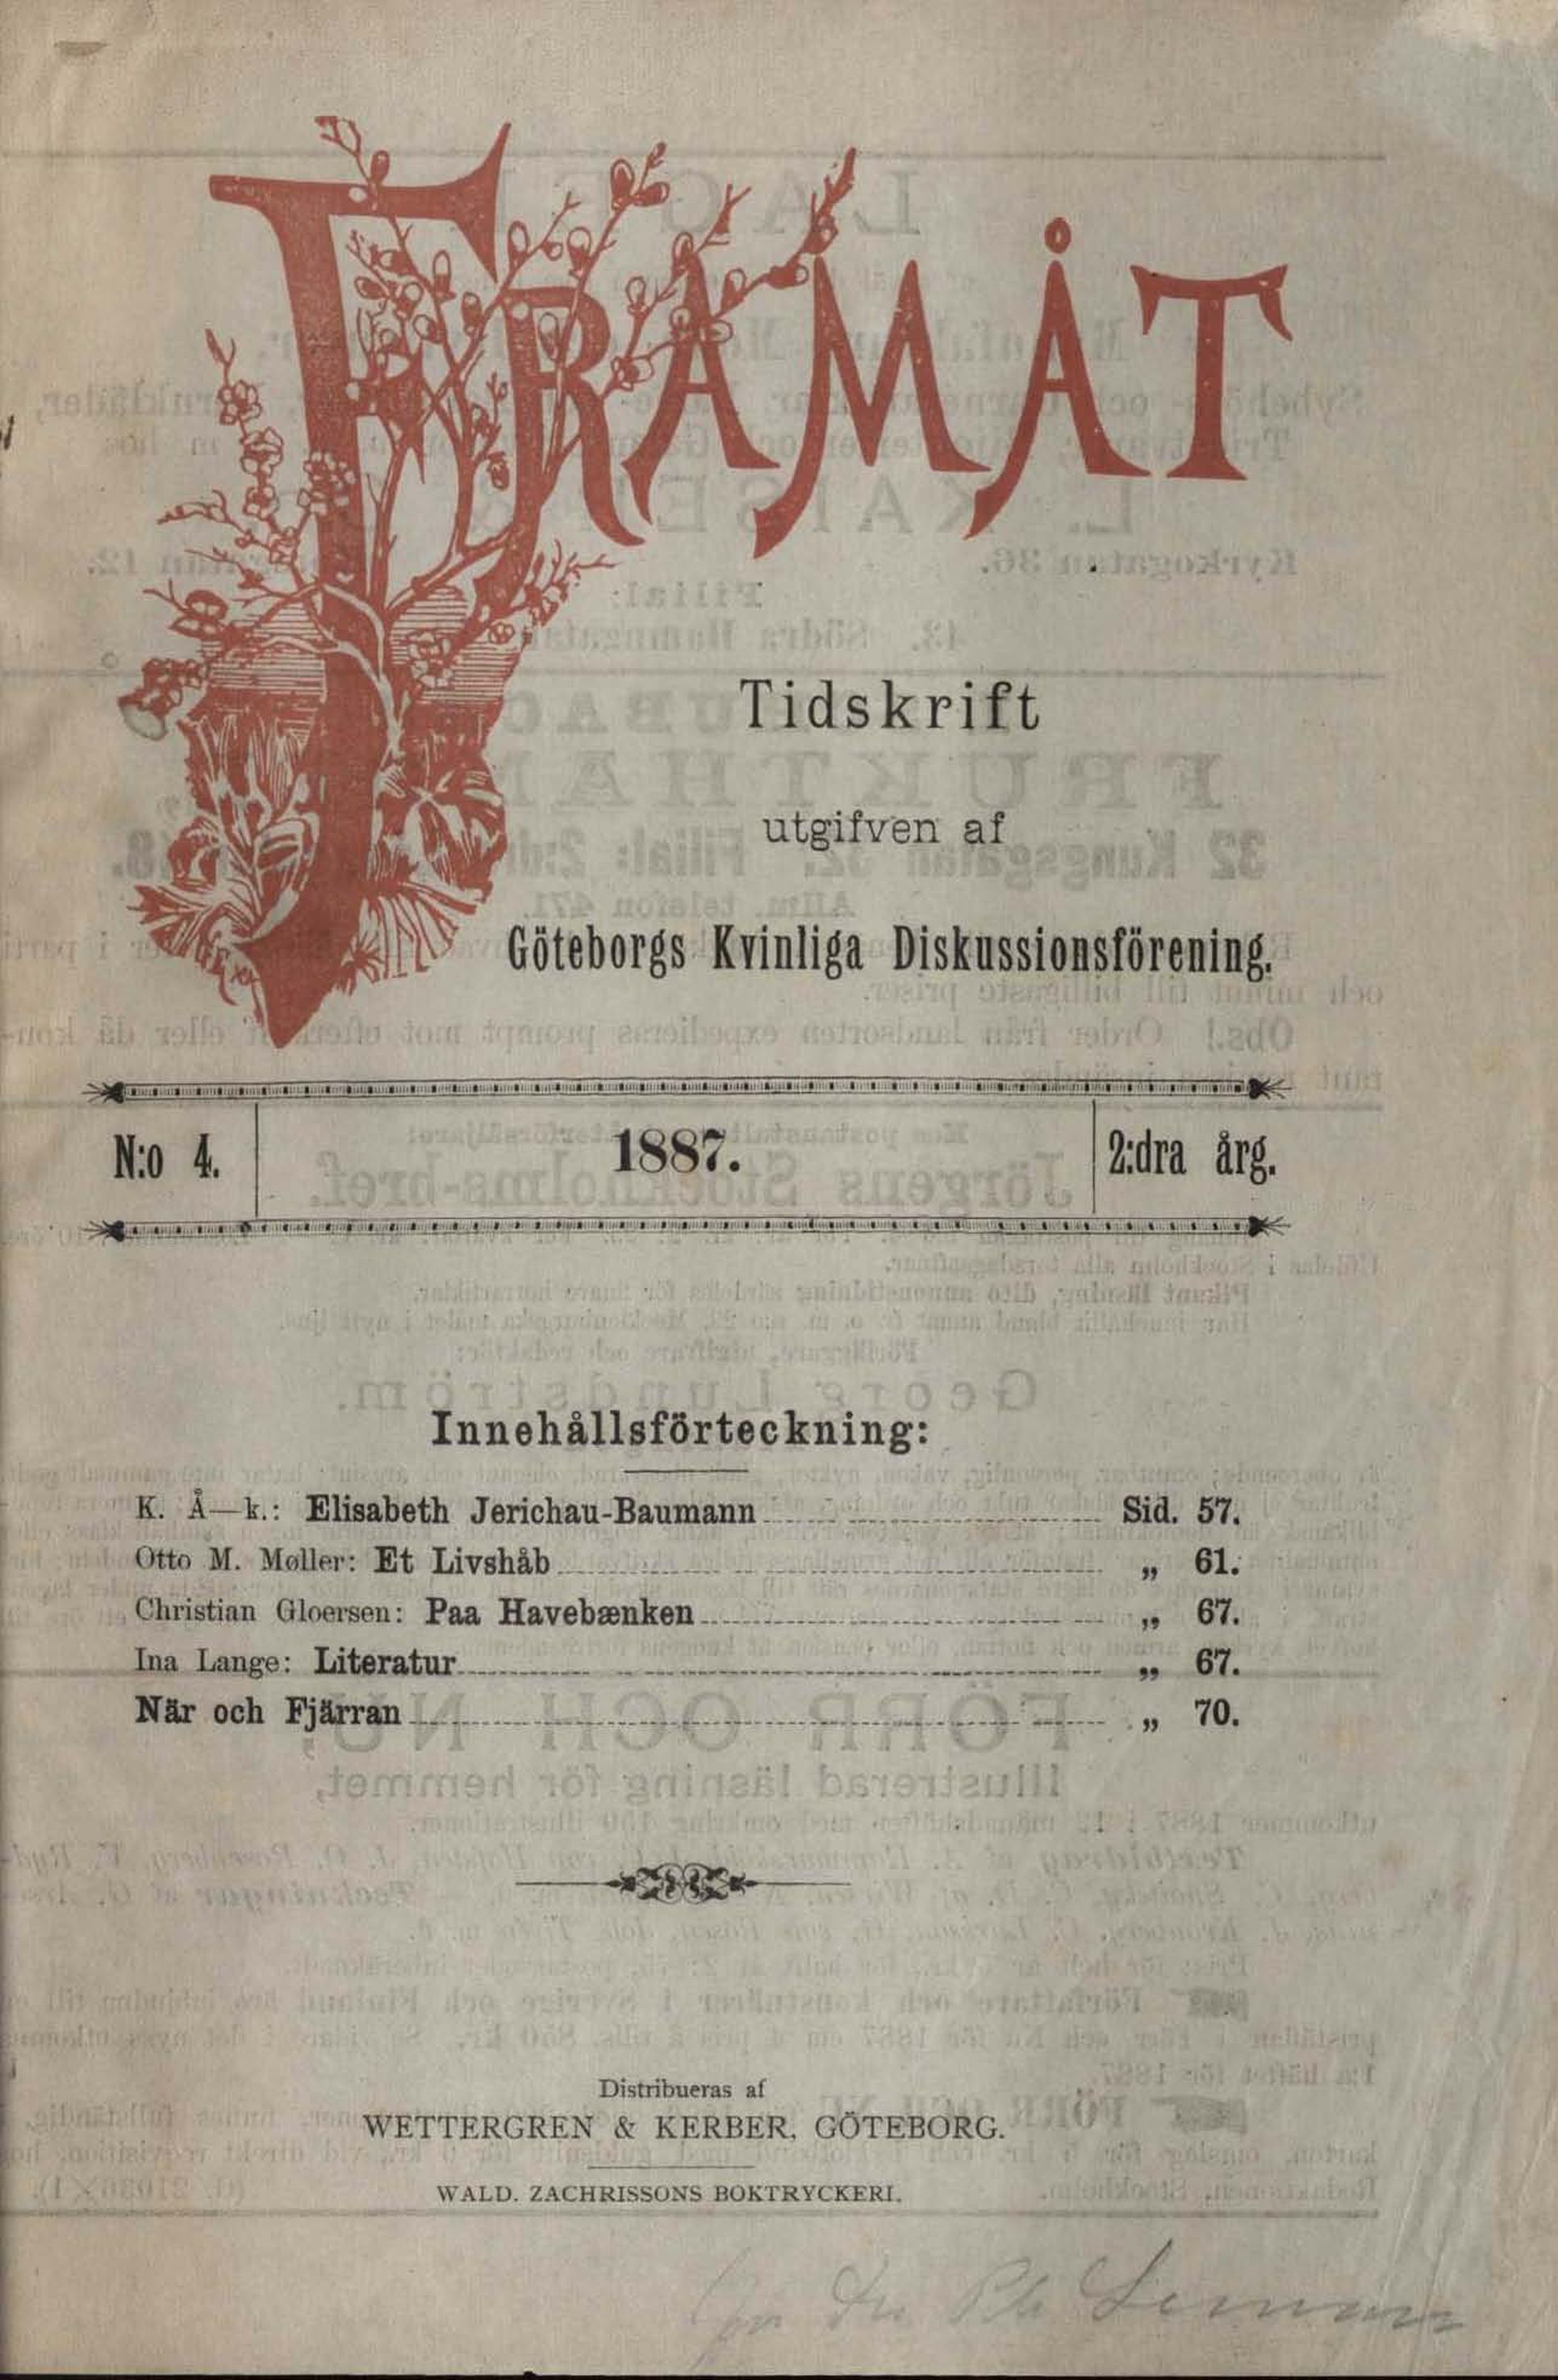 FRAMÅT
Tidskrift
utgifven af
Göteborgs Kvinliga Diskussionsförening.
N:o 4. 1887. 2:dra årg.
Innehållsförteckning:
K. Å—k.: Elisabeth Jerichau-Baumann Sid. 57.
Otto M. Møller: Et Livshåb „ 61.
Christian Gloersen: Paa Havebænken „ 67.
Ina Lange: Literatur „ 67.
När och Fjärran „ 70.
Distribueras af
WETTERGREN & KERBER, GÖTEBORG.
WALD. ZACHRISSONS BOKTRYCKERI.